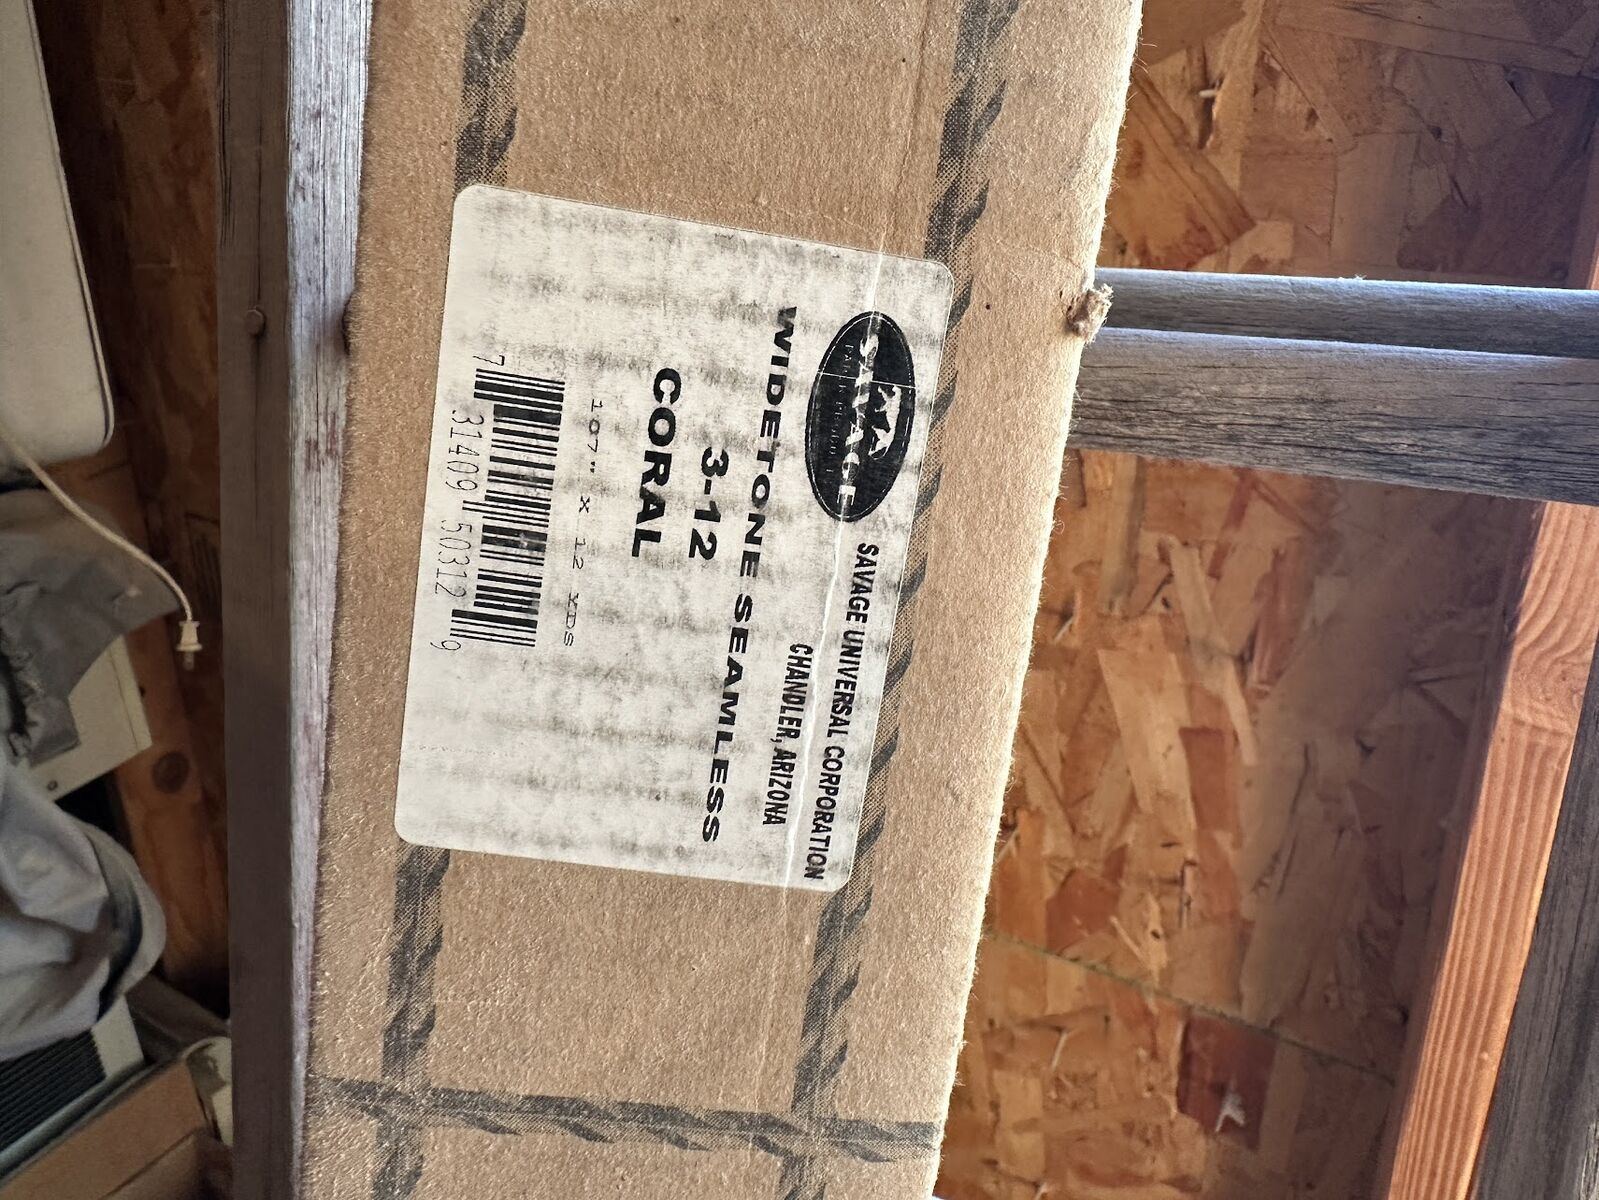 SAVAGE
SAVAGE UNIVERSAL CORPORATION
CHANDLER, ARIZONA
WIDETONE SEAMLESS
3-12
CORAL
107" X 12 YDS
7 31409 50312 9